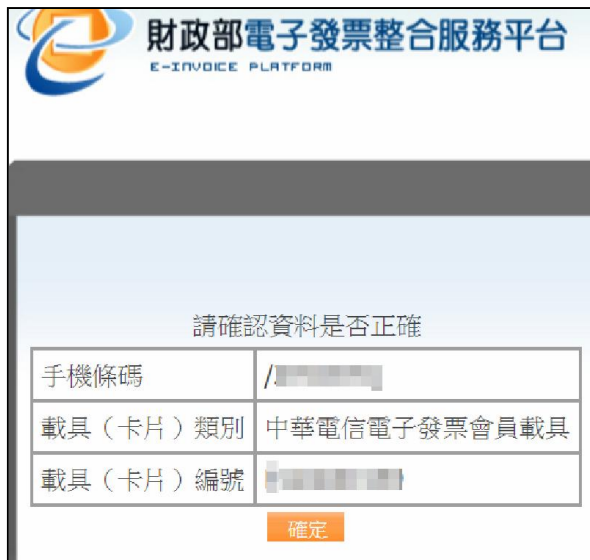 財政部電子發票整合服務平台
E-INVOICE PLATFORM
請確認資料是否正確
手機條碼 /
載具（卡片）類別 中華電信電子發票會員載具
載具（卡片）編號
確定